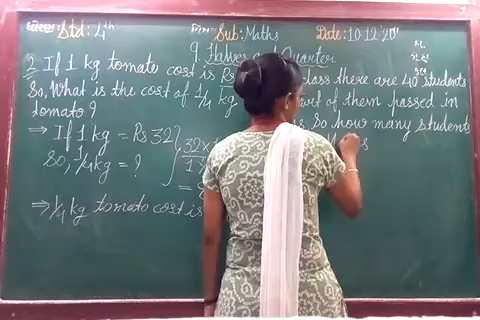 ધોરણ: Std: 4th વિષય: Sub: Maths Date: 10.12.'20
9 Halves and Quarter
2 If 1 kg tomato cost is Rs
So, What is the cost of 1/4 kg
tomato ?
⇒ If 1 kg = Rs 32
So, 1/4 kg = ?
32×
=
⇒ 1/4 kg tomato cost is
class there are 40 students
of them passed in
So how many students